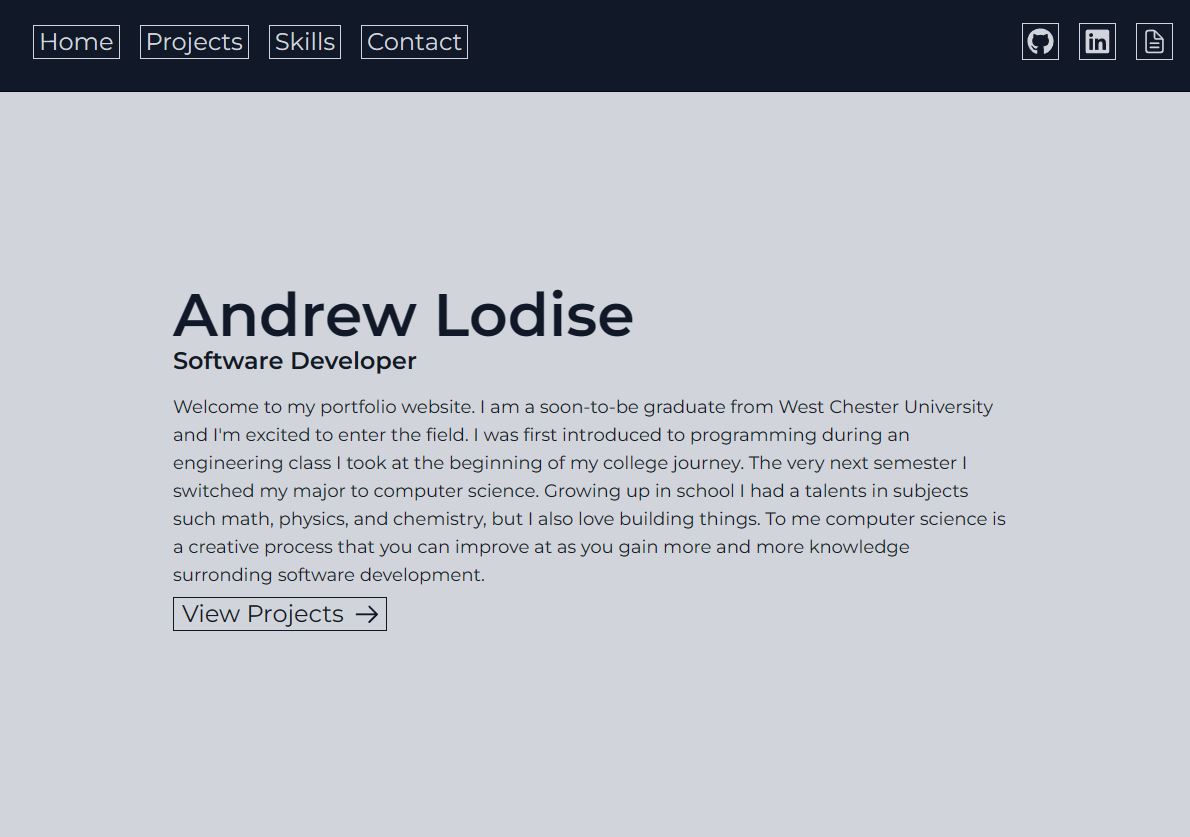 Home Projects Skills Contact
Andrew Lodise
Software Developer
Welcome to my portfolio website. I am a soon-to-be graduate from West Chester University
and I'm excited to enter the field. I was first introduced to programming during an
engineering class I took at the beginning of my college journey. The very next semester I
switched my major to computer science. Growing up in school I had a talents in subjects
such math, physics, and chemistry, but I also love building things. To me computer science is
a creative process that you can improve at as you gain more and more knowledge
surronding software development.
View Projects →